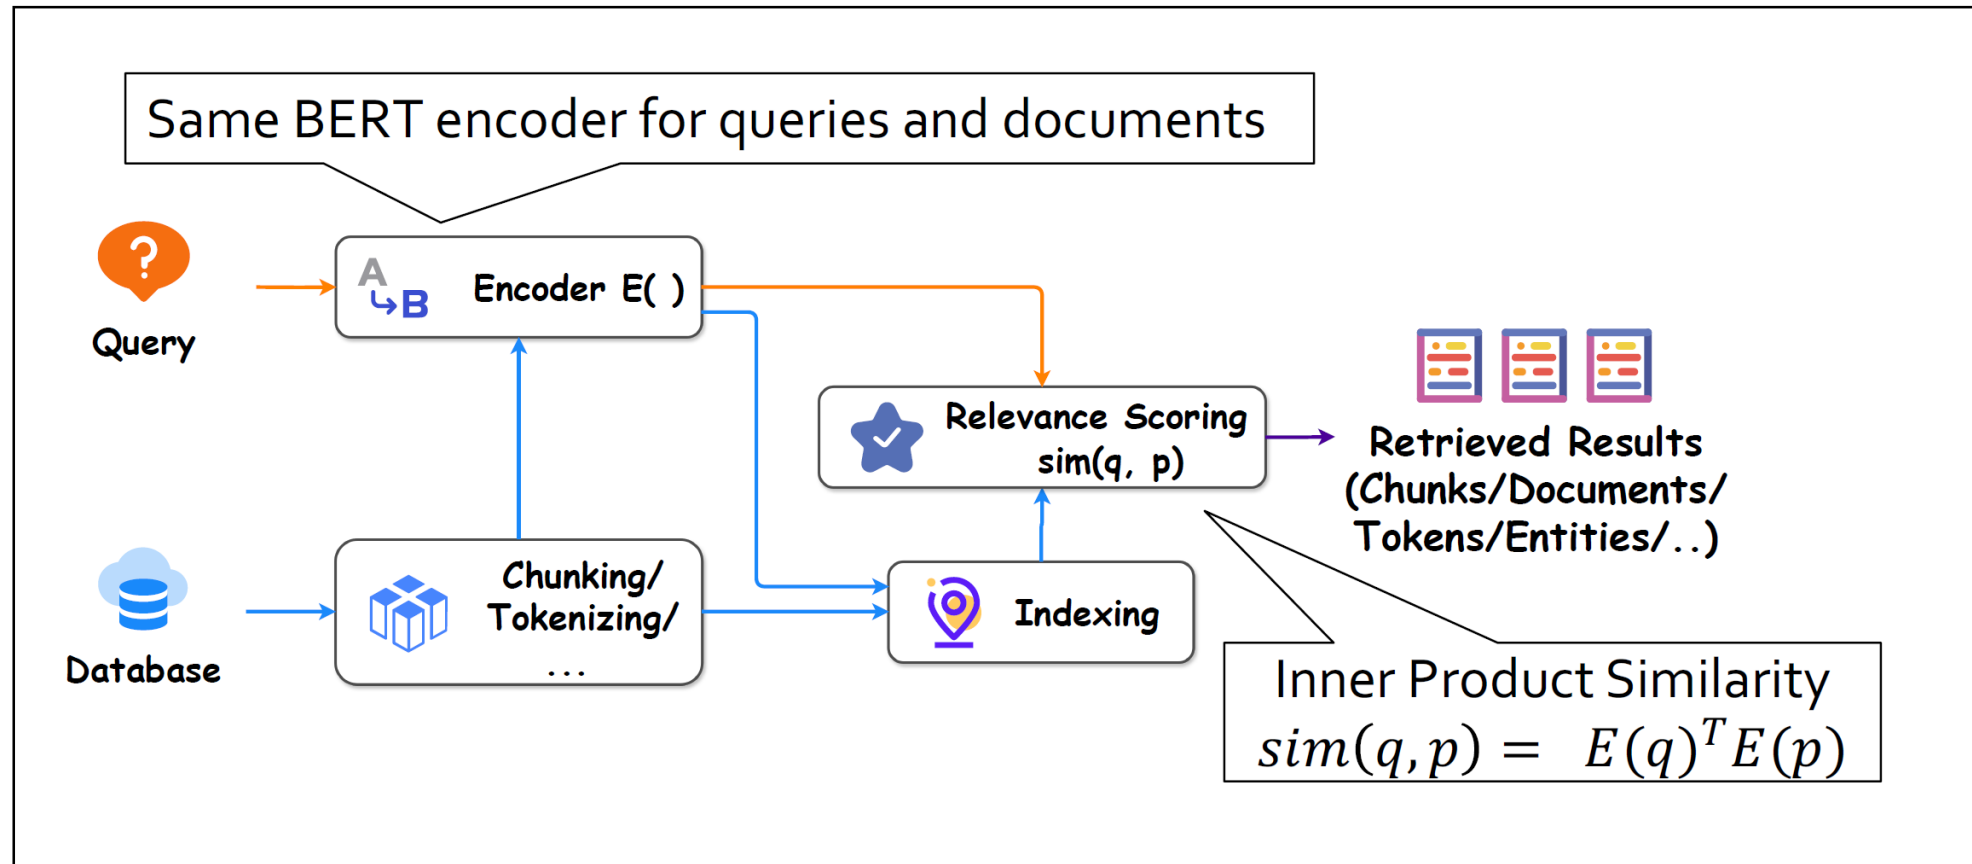 Same BERT encoder for queries and documents
?
Query
A
B
Encoder E( )
Relevance Scoring
sim(q, p)
Retrieved Results
(Chunks/Documents/
Tokens/Entities/..)
Database
Chunking/
Tokenizing/
...
Indexing
Inner Product Similarity
sim(q, p) = E(q)ᵀE(p)